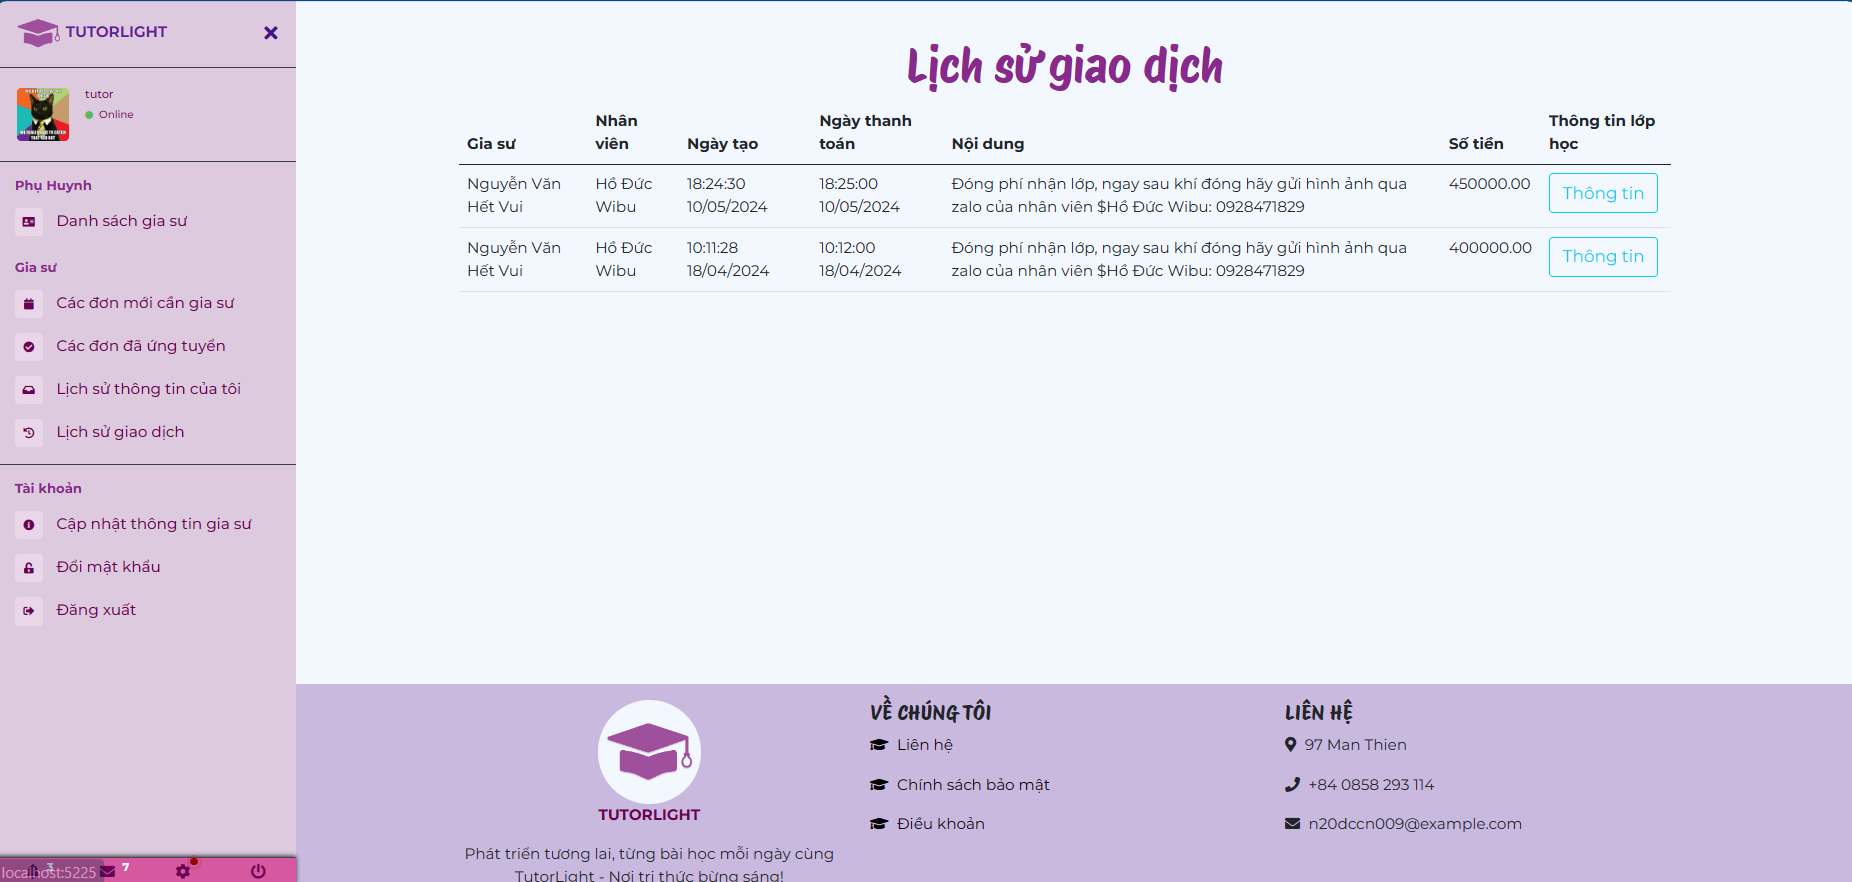 TUTORLIGHT
tutor
Online
Phụ Huynh
Danh sách gia sư
Gia sư
Các đơn mới cần gia sư
Các đơn đã ứng tuyển
Lịch sử thông tin của tôi
Lịch sử giao dịch
Tài khoản
Cập nhật thông tin gia sư
Đổi mật khẩu
Đăng xuất
3
7
localhost:5225
Lịch sử giao dịch
Gia sư Nhân viên Ngày tạo Ngày thanh toán Nội dung Số tiền Thông tin lớp học
Nguyễn Văn Hồ Đức 18:24:30 18:25:00 Đóng phí nhận lớp, ngay sau khí đóng hãy gửi hình ảnh qua 450000.00 Thông tin
Hết Vui Wibu 10/05/2024 10/05/2024 zalo của nhân viên $Hồ Đức Wibu: 0928471829
Nguyễn Văn Hồ Đức 10:11:28 10:12:00 Đóng phí nhận lớp, ngay sau khí đóng hãy gửi hình ảnh qua 400000.00 Thông tin
Hết Vui Wibu 18/04/2024 18/04/2024 zalo của nhân viên $Hồ Đức Wibu: 0928471829
TUTORLIGHT
Phát triển tương lai, từng bài học mỗi ngày cùng
TutorLight - Nơi tri thức bừng sáng!
VỀ CHÚNG TÔI
Liên hệ
Chính sách bảo mật
Điều khoản
LIÊN HỆ
97 Man Thien
+84 0858 293 114
n20dccn009@example.com